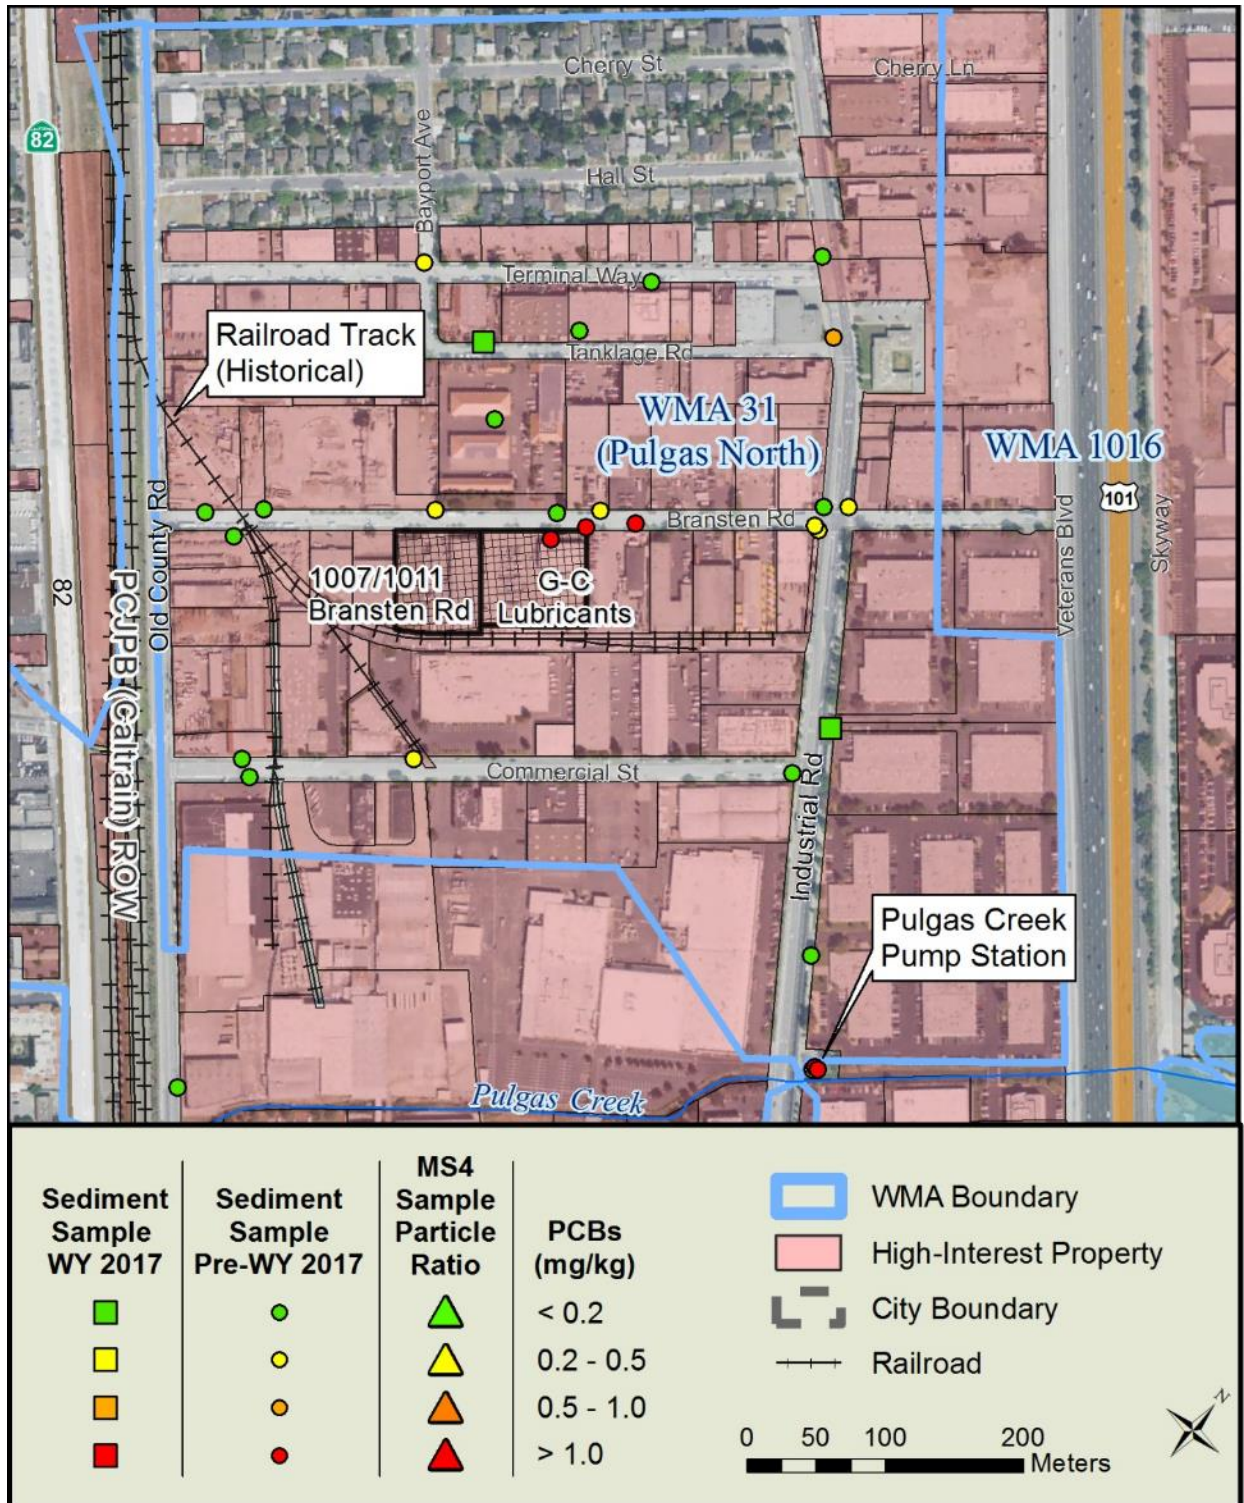 Cherry St
Cherry Ln
82
Bayport Ave
Hall St
Terminal Way
Railroad Track
(Historical)
Tanklage Rd
WMA 31
(Pulgas North)
WMA 1016
101
Old County Rd
Bransten Rd
Veterans Blvd
Skyway
82
1007/1011
Bransten Rd
G-C
Lubricants
PCJPB (Caltrain) ROW
Commercial St
Industrial Rd
Pulgas Creek
Pump Station
Pulgas Creek
Sediment
Sample
WY 2017
Sediment
Sample
Pre-WY 2017
MS4
Sample
Particle
Ratio
PCBs
(mg/kg)
< 0.2
0.2 - 0.5
0.5 - 1.0
> 1.0
WMA Boundary
High-Interest Property
City Boundary
Railroad
0 50 100 200
Meters
N